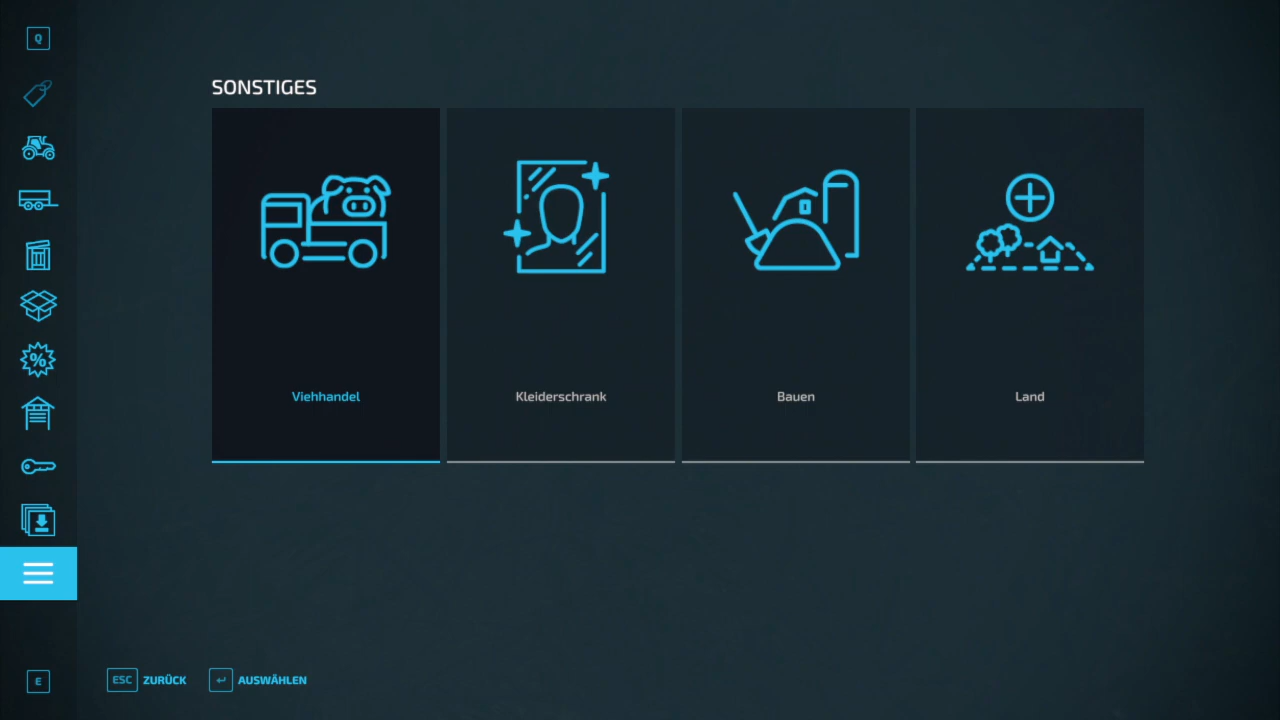 Q
SONSTIGES
%
Viehhandel
Kleiderschrank
Bauen
Land
E
ESC ZURÜCK ↵ AUSWÄHLEN